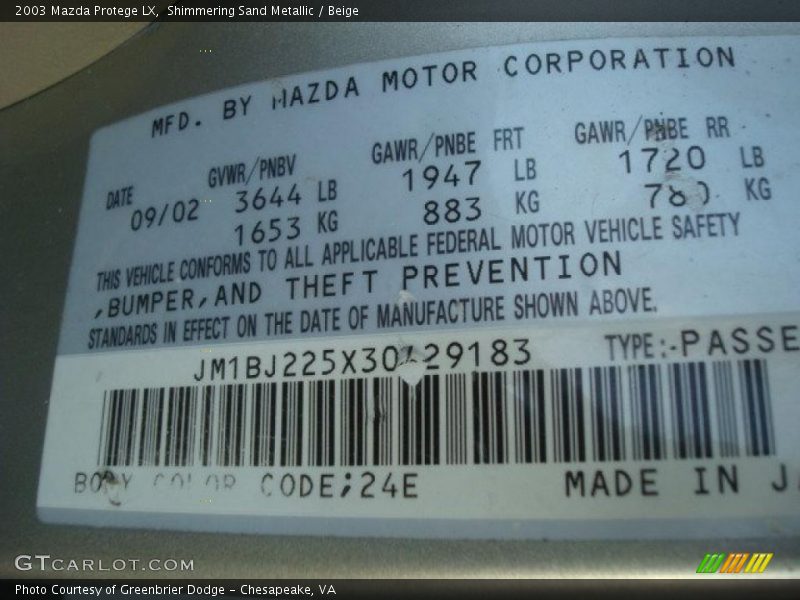 2003 Mazda Protege LX, Shimmering Sand Metallic / Beige
MFD. BY MAZDA MOTOR CORPORATION
DATE GVWR/PNBV GAWR/PNBE FRT GAWR/PNBE RR
09/02 3644 LB 1947 LB 1720 LB
1653 KG 883 KG 780 KG
THIS VEHICLE CONFORMS TO ALL APPLICABLE FEDERAL MOTOR VEHICLE SAFETY
,BUMPER,AND THEFT PREVENTION
STANDARDS IN EFFECT ON THE DATE OF MANUFACTURE SHOWN ABOVE.
TYPE:-PASSE
BODY COLOR CODE;24E MADE IN J
GTCARLOT.COM
Photo Courtesy of Greenbrier Dodge - Chesapeake, VA